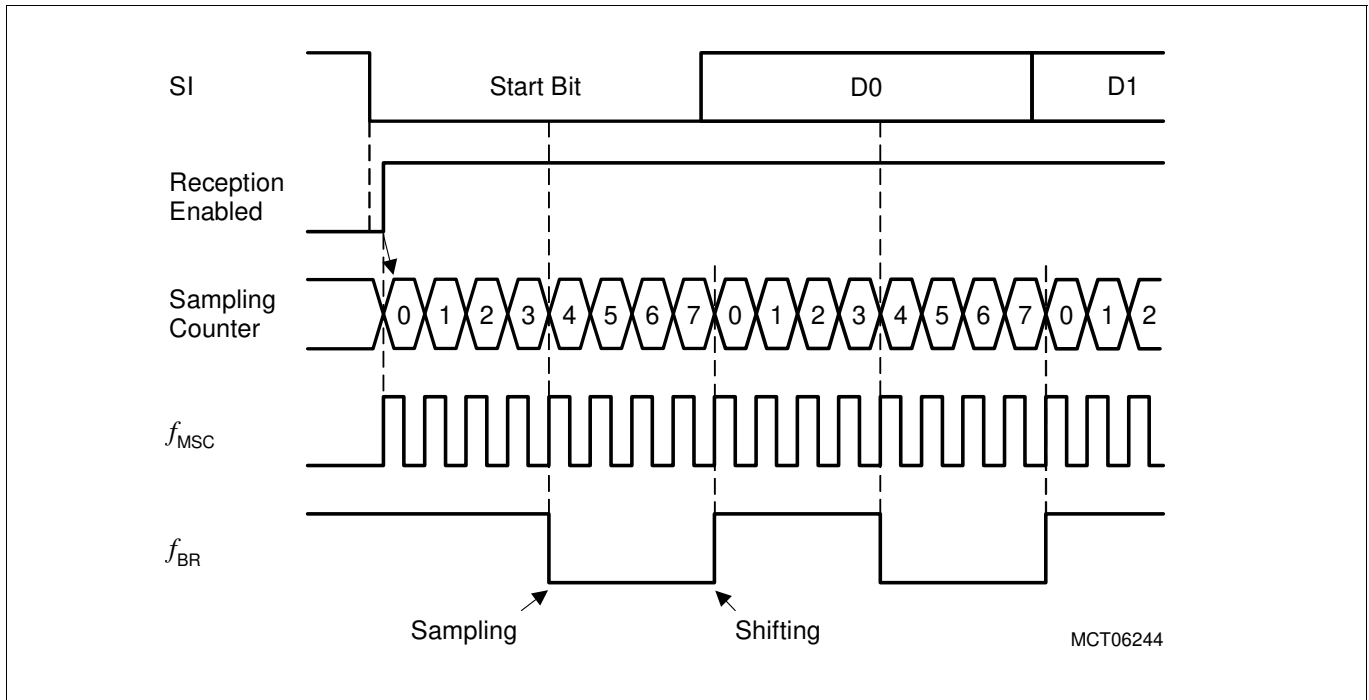 SI
Start Bit
D0
D1
Reception
Enabled
Sampling
Counter
0 1 2 3 4 5 6 7 0 1 2 3 4 5 6 7 0 1 2
fMSC
fBR
Sampling
Shifting
MCT06244